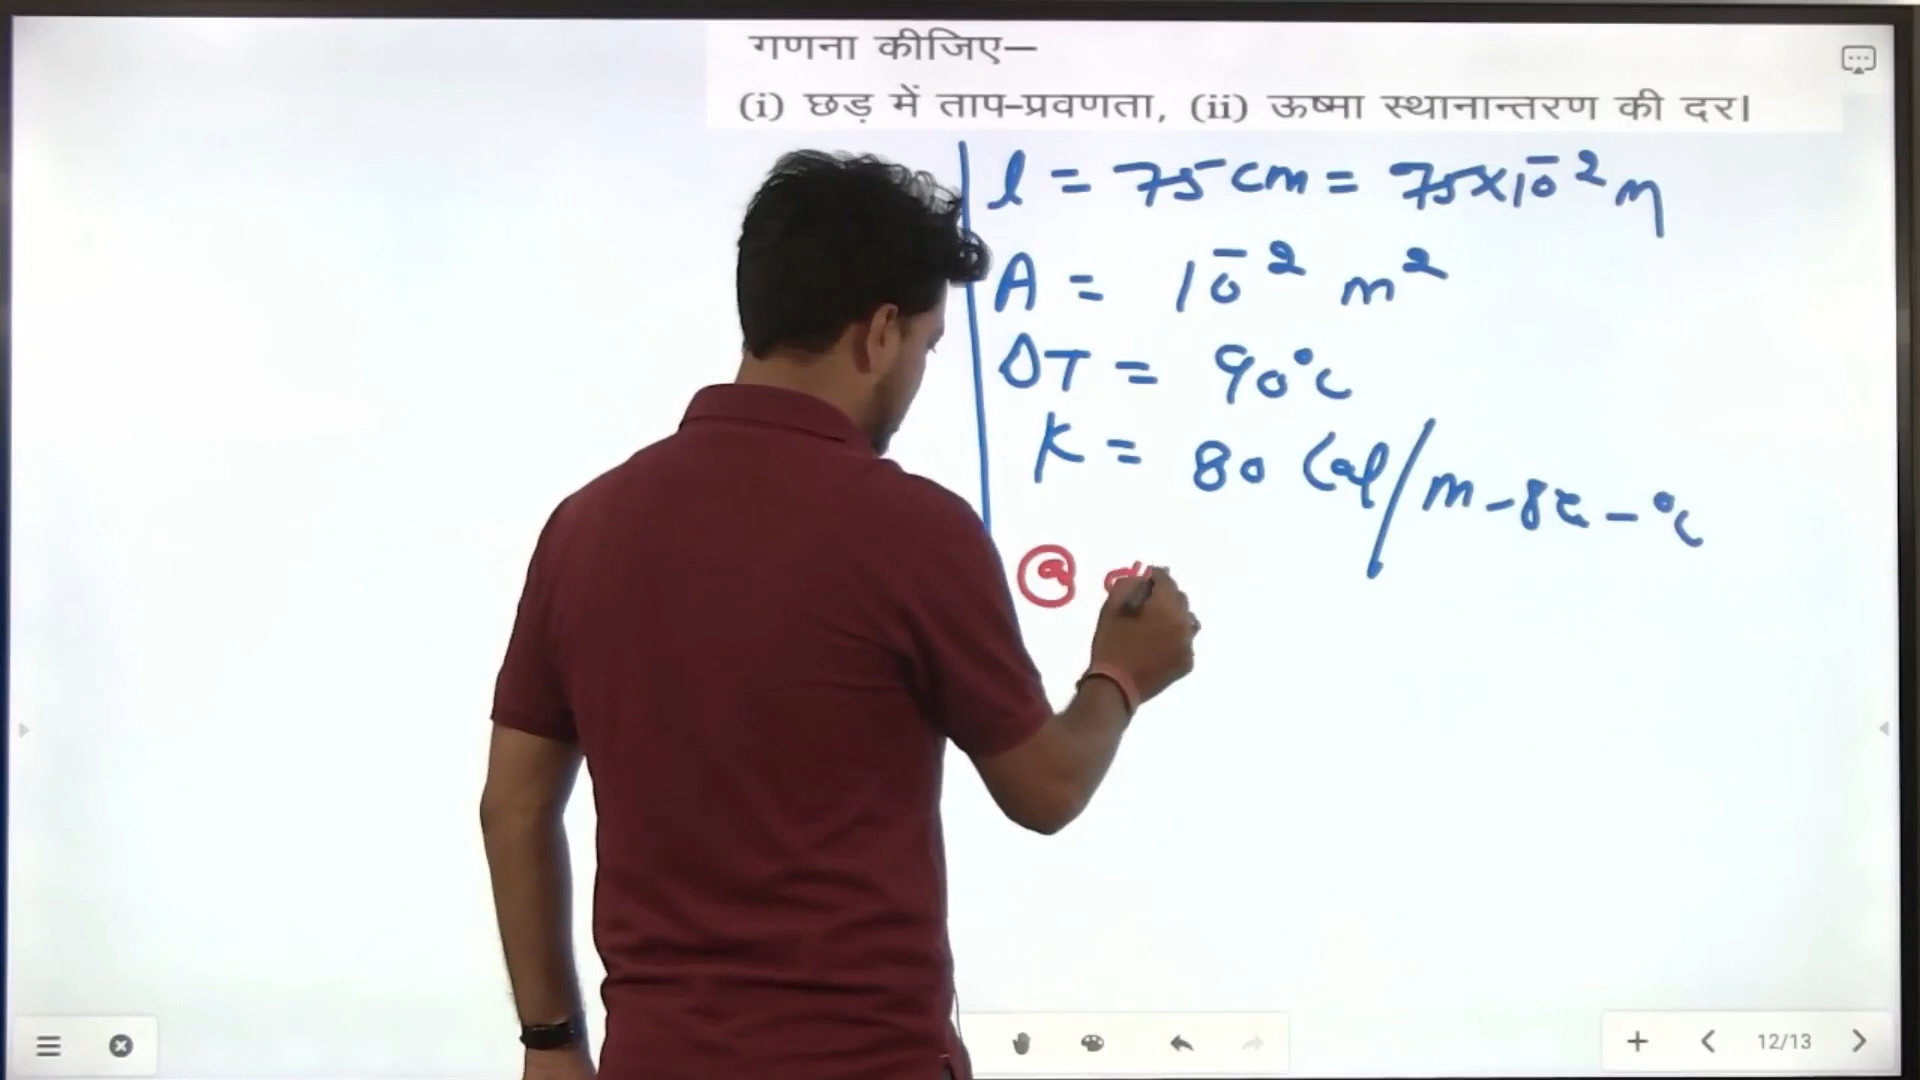 गणना कीजिए—
(i) छड़ में ताप-प्रवणता, (ii) ऊष्मा स्थानान्तरण की दर।
l = 75 cm = 75×10⁻² m
A = 10⁻² m²
ΔT = 90°C
K = 80 Cal/m-से-°C
(a)
12/13